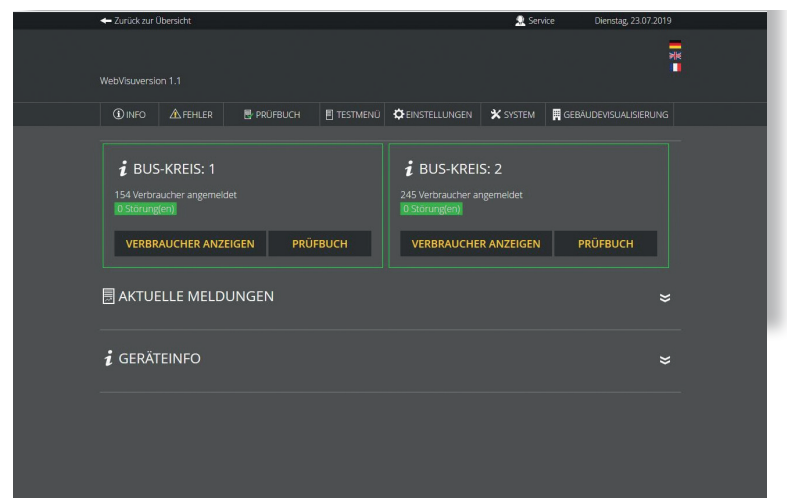 Zurück zur Übersicht
Service
Dienstag, 23.07.2019
WebVisuversion 1.1
INFO
FEHLER
PRÜFBUCH
TESTMENÜ
EINSTELLUNGEN
SYSTEM
GEBÄUDEVISUALISIERUNG
BUS-KREIS: 1
154 Verbraucher angemeldet
0 Störung(en)
VERBRAUCHER ANZEIGEN
PRÜFBUCH
BUS-KREIS: 2
245 Verbraucher angemeldet
0 Störung(en)
VERBRAUCHER ANZEIGEN
PRÜFBUCH
AKTUELLE MELDUNGEN
GERÄTEINFO